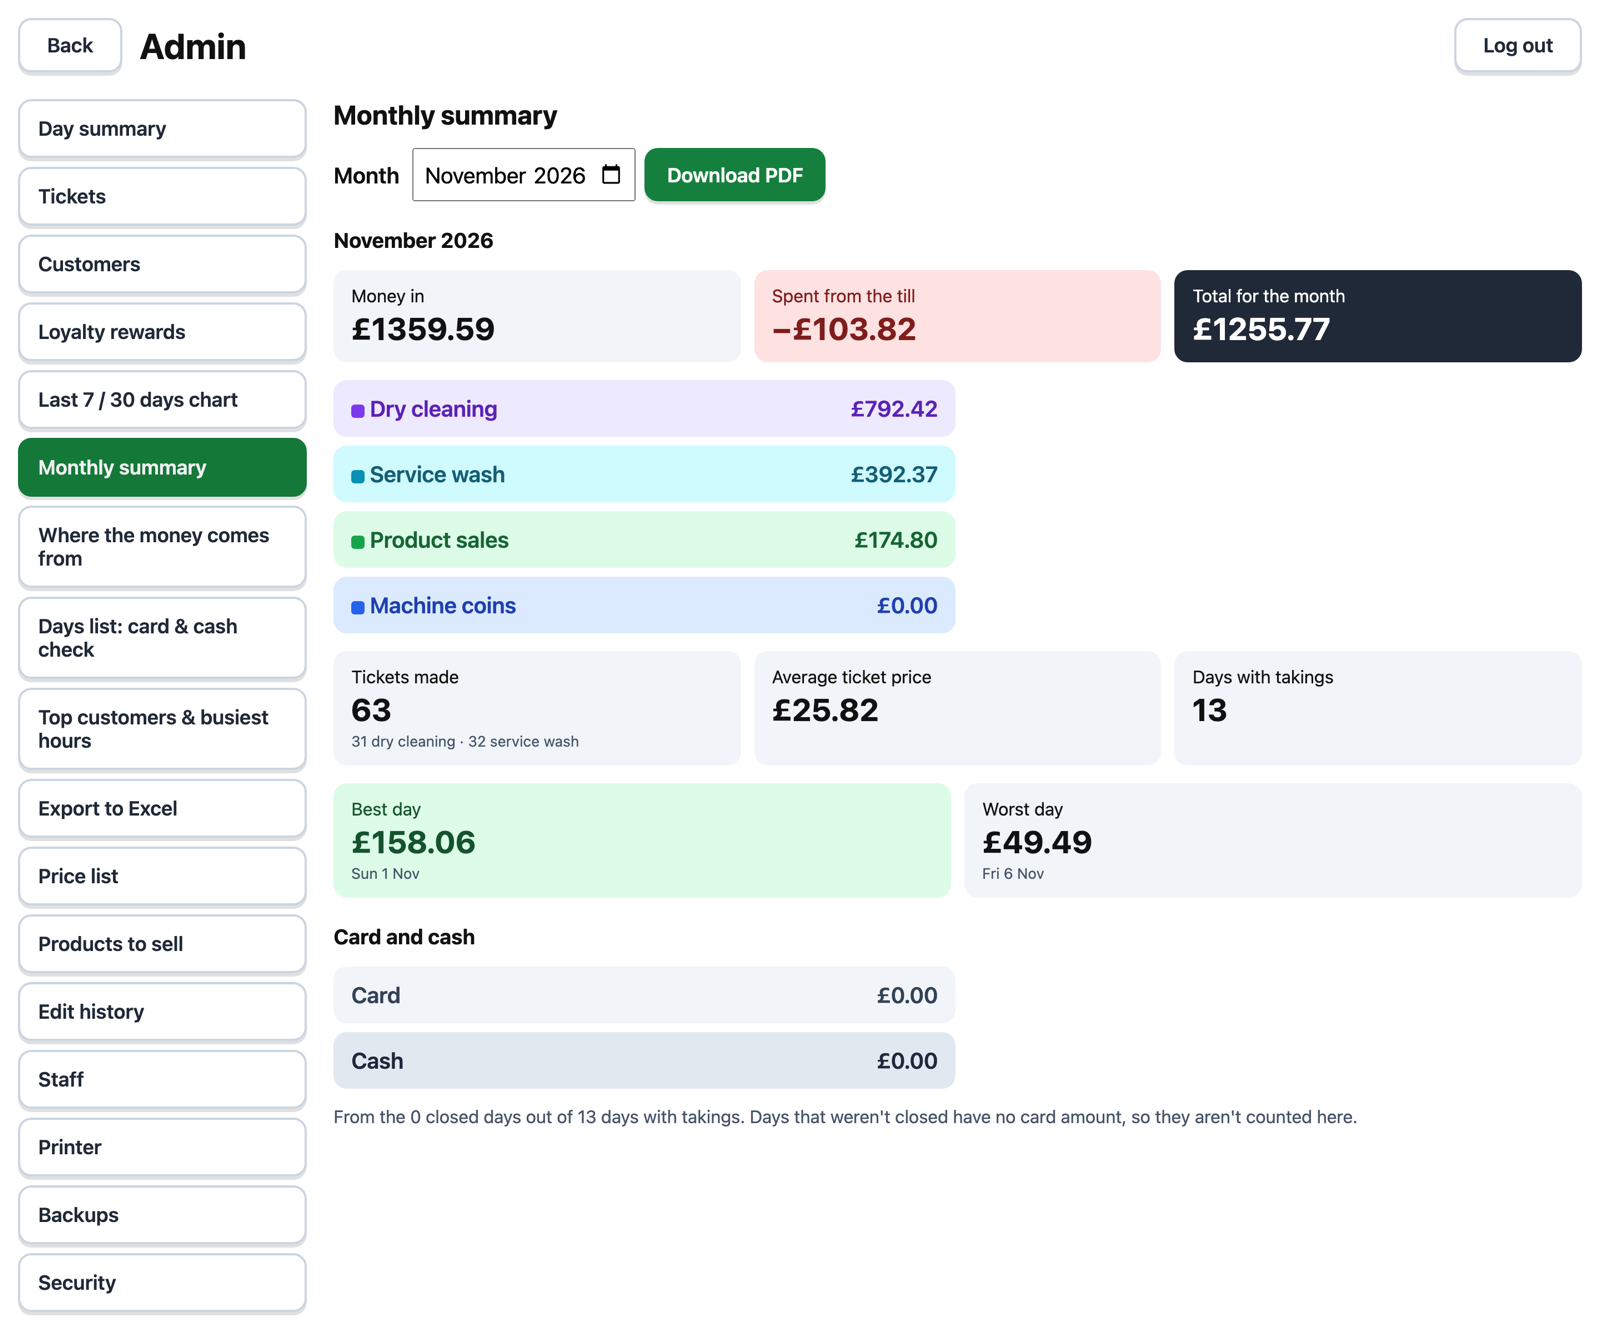 Back
Admin
Log out
Day summary
Tickets
Customers
Loyalty rewards
Last 7 / 30 days chart
Monthly summary
Where the money comes
from
Days list: card & cash
check
Top customers & busiest
hours
Export to Excel
Price list
Products to sell
Edit history
Staff
Printer
Backups
Security
Monthly summary
Month
November 2026
Download PDF
November 2026
Money in
£1359.59
Spent from the till
−£103.82
Total for the month
£1255.77
Dry cleaning £792.42
Service wash £392.37
Product sales £174.80
Machine coins £0.00
Tickets made
63
31 dry cleaning · 32 service wash
Average ticket price
£25.82
Days with takings
13
Best day
£158.06
Sun 1 Nov
Worst day
£49.49
Fri 6 Nov
Card and cash
Card £0.00
Cash £0.00
From the 0 closed days out of 13 days with takings. Days that weren't closed have no card amount, so they aren't counted here.